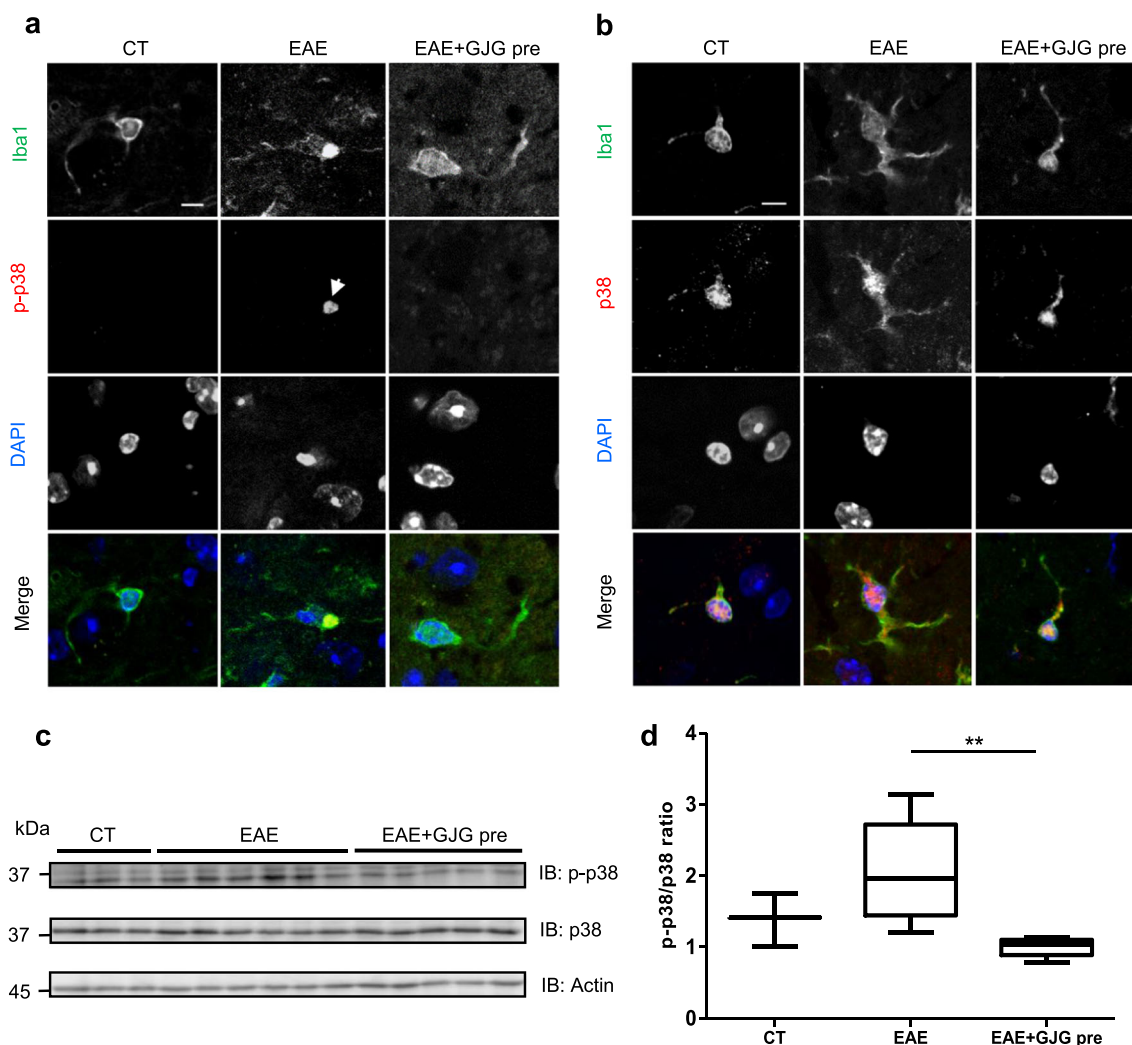 a
CT EAE EAE+GJG pre
Iba1
p-p38
DAPI
Merge
b
CT EAE EAE+GJG pre
Iba1
p38
DAPI
Merge
c
kDa CT EAE EAE+GJG pre
37 IB: p-p38
37 IB: p38
45 IB: Actin
d
p-p38/p38 ratio
4
3
2
1
0
**
CT EAE EAE+GJG pre